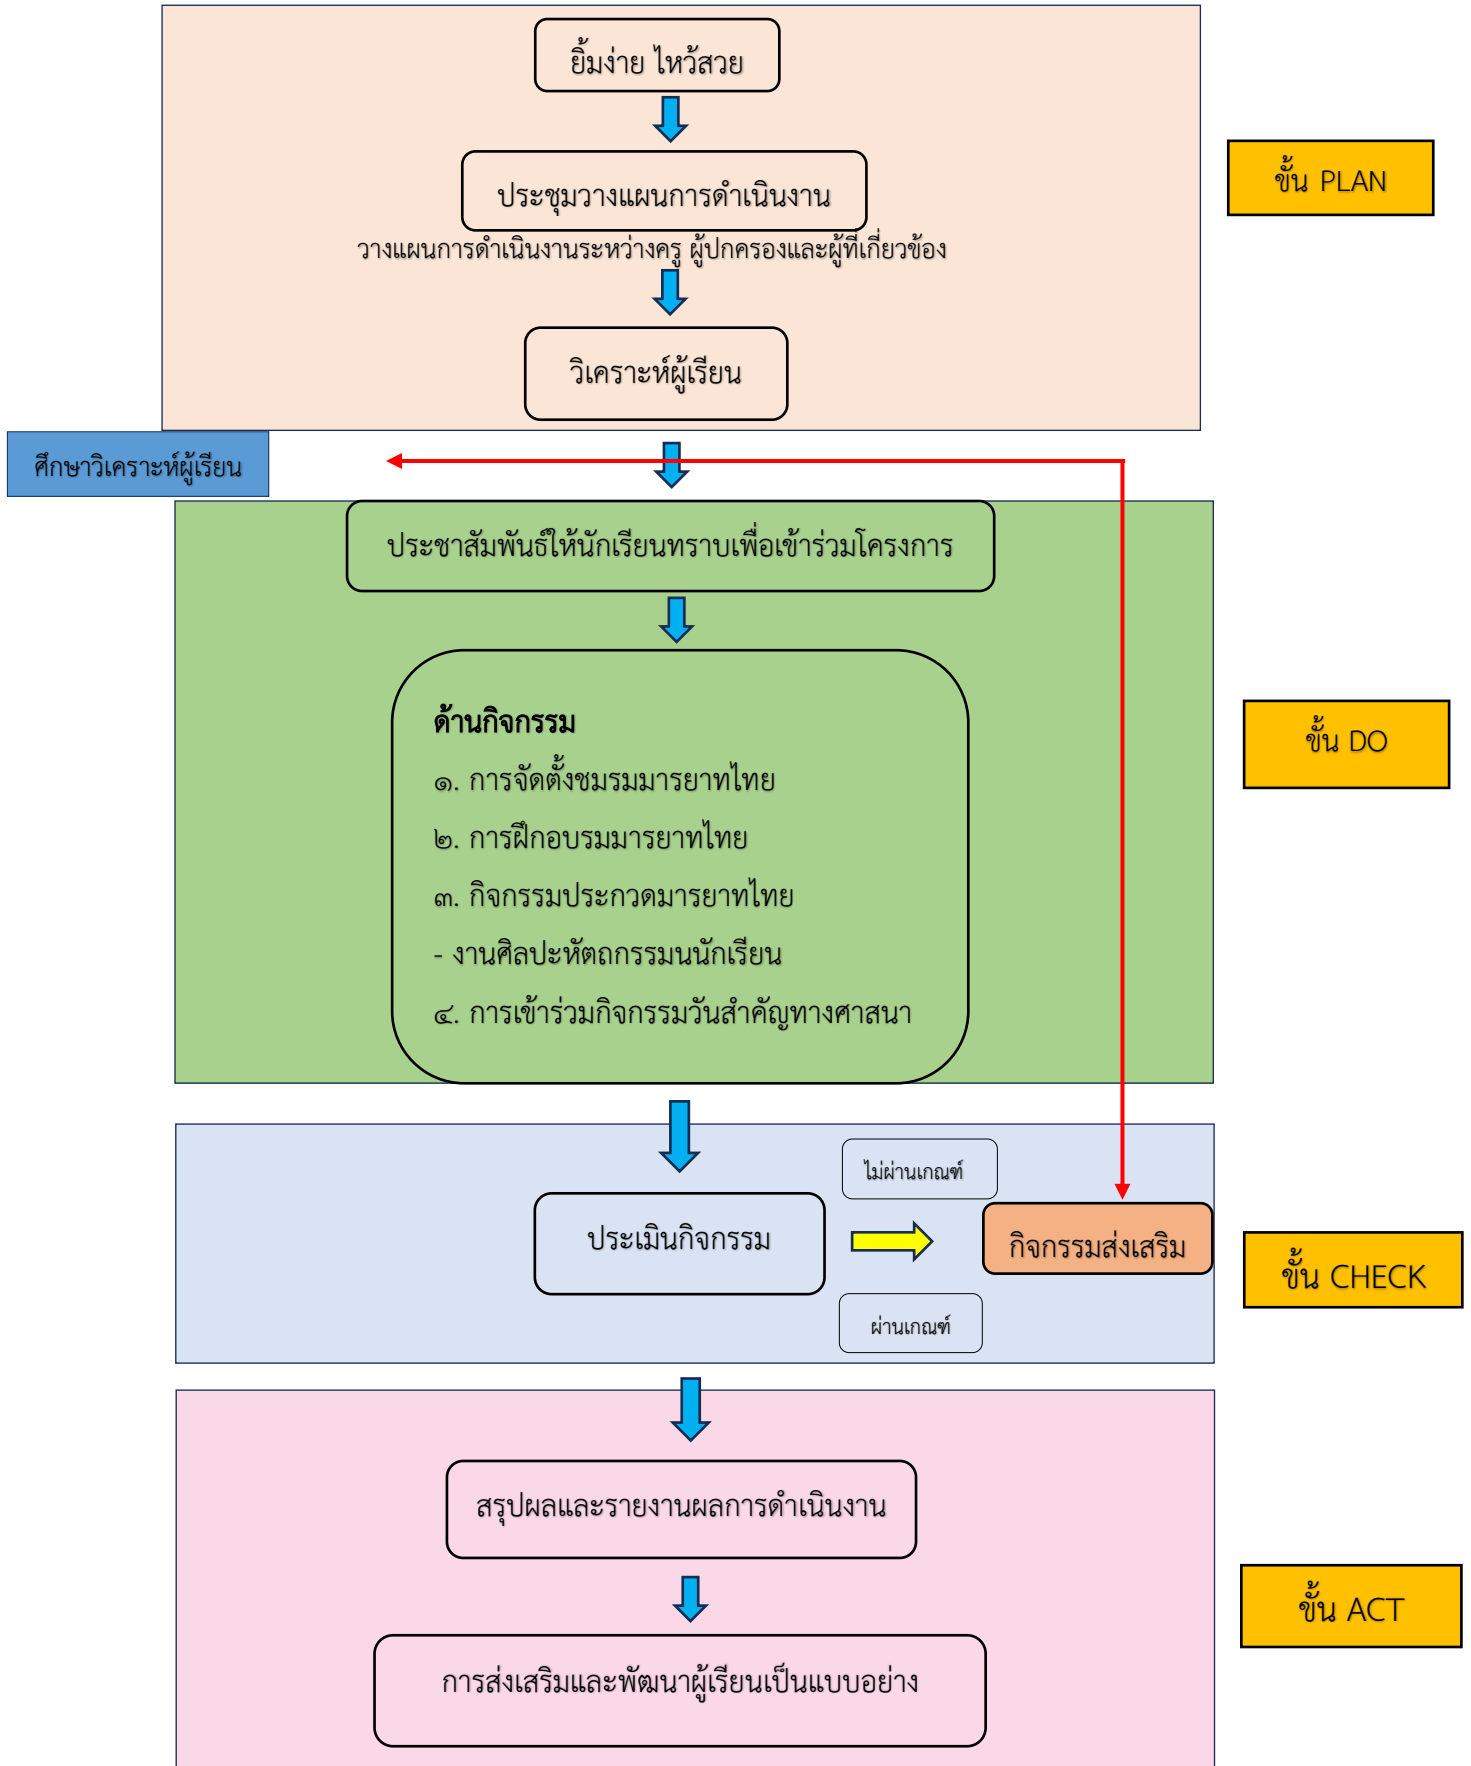 ยิ้มง่าย ไหว้สวย
ประชุมวางแผนการดำเนินงาน
ขั้น PLAN
วางแผนการดำเนินงานระหว่างครู ผู้ปกครองและผู้ที่เกี่ยวข้อง
วิเคราะห์ผู้เรียน
ศึกษาวิเคราะห์ผู้เรียน
ประชาสัมพันธ์ให้นักเรียนทราบเพื่อเข้าร่วมโครงการ
ด้านกิจกรรม
๑. การจัดตั้งชมรมมารยาทไทย
๒. การฝึกอบรมมารยาทไทย
๓. กิจกรรมประกวดมารยาทไทย
- งานศิลปะหัตถกรรมนนักเรียน
๔. การเข้าร่วมกิจกรรมวันสำคัญทางศาสนา
ขั้น DO
ไม่ผ่านเกณฑ์
ประเมินกิจกรรม
กิจกรรมส่งเสริม
ผ่านเกณฑ์
ขั้น CHECK
สรุปผลและรายงานผลการดำเนินงาน
การส่งเสริมและพัฒนาผู้เรียนเป็นแบบอย่าง
ขั้น ACT